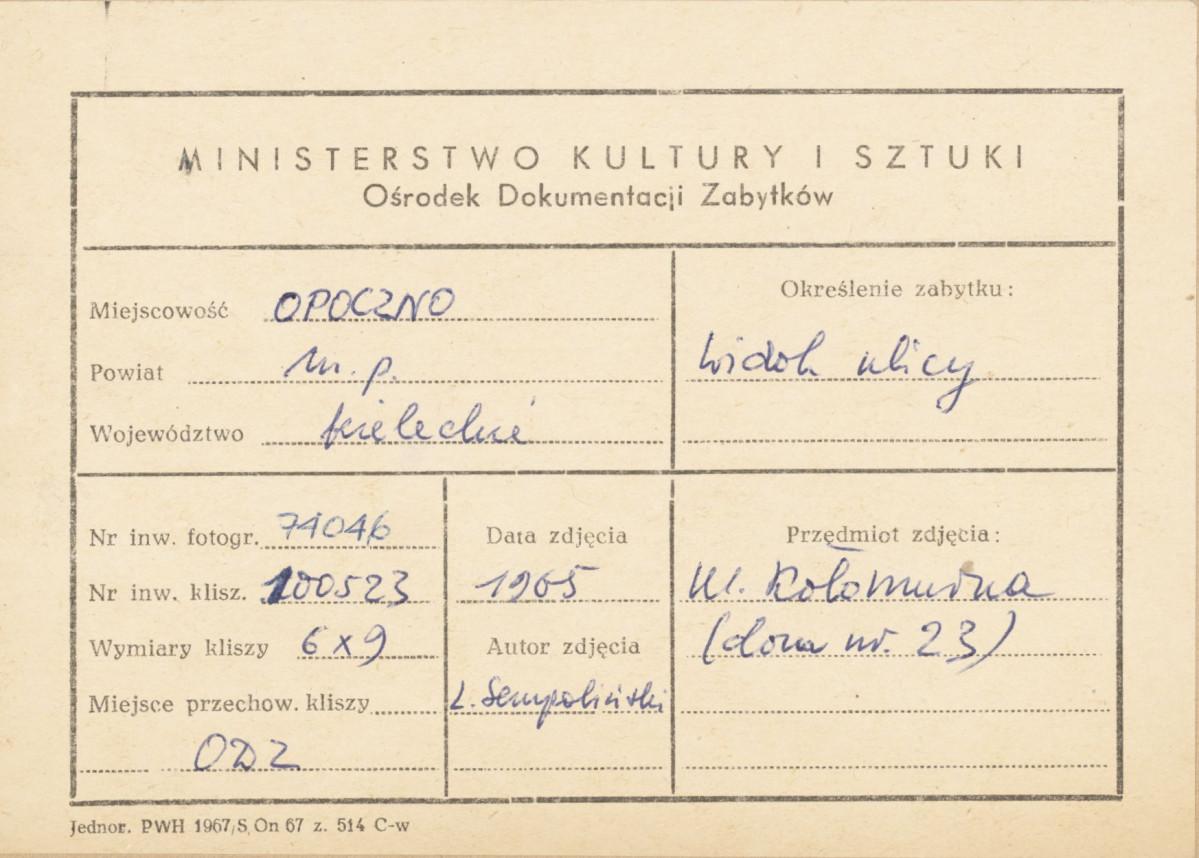 MINISTERSTWO KULTURY I SZTUKI
Ośrodek Dokumentacji Zabytków
Miejscowość OPOCZNO
Powiat m. p.
Województwo kieleckie
Określenie zabytku:
Widok ulicy
Nr inw. fotogr. 74046
Nr inw. klisz. 100523
Wymiary kliszy 6x9
Miejsce przechow. kliszy
ODZ
Data zdjęcia
1965
Autor zdjęcia
L. Sempoliński
Przedmiot zdjęcia:
ul. Kołomurna
(dom nr. 23)
Jednor. PWH 1967/S On 67 z. 514 C-w